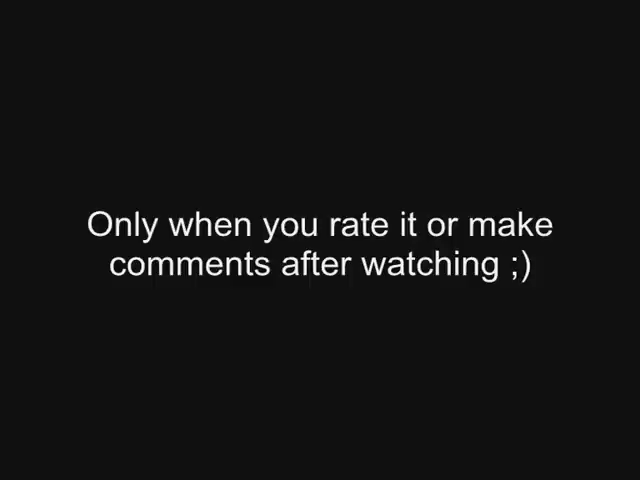 Only when you rate it or make
comments after watching ;)